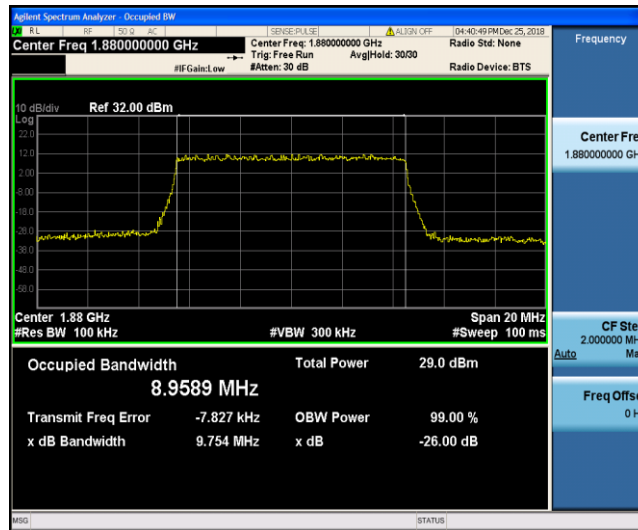 Agilent Spectrum Analyzer - Occupied BW
RL RF 50 Ω AC SENSE:PULSE ALIGN OFF 04:40:49 PM Dec 25, 2018
Center Freq 1.880000000 GHz Center Freq: 1.880000000 GHz Radio Std: None Frequency
Trig: Free Run Avg|Hold: 30/30
#IFGain:Low #Atten: 30 dB Radio Device: BTS
10 dB/div Ref 32.00 dBm
Log
22.0
12.0
2.00
-8.00
-18.0
-28.0
-38.0
-48.0
-58.0
Center Fre
1.880000000 GH
Center 1.88 GHz Span 20 MHz
#Res BW 100 kHz #VBW 300 kHz #Sweep 100 ms
CF Ste
2.000000 MH
Auto Ma
Occupied Bandwidth Total Power 29.0 dBm
8.9589 MHz
Transmit Freq Error -7.827 kHz OBW Power 99.00 %
x dB Bandwidth 9.754 MHz x dB -26.00 dB
Freq Offse
0 H
MSG STATUS